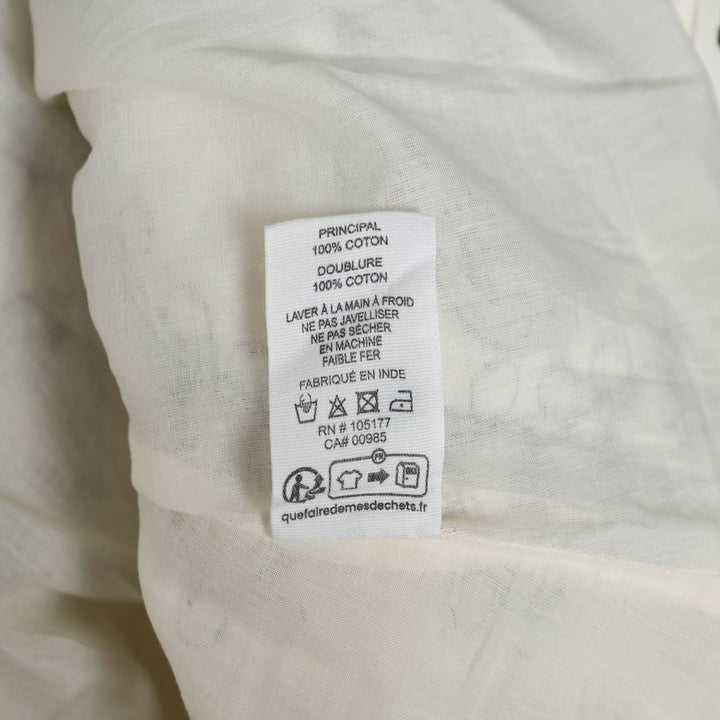 PRINCIPAL
100% COTON
DOUBLURE
100% COTON
LAVER À LA MAIN À FROID
NE PAS JAVELLISER
NE PAS SÉCHER
EN MACHINE
FAIBLE FER
FABRIQUÉ EN INDE
RN # 105177
CA# 00985
FR
quefairedemesdechets.fr